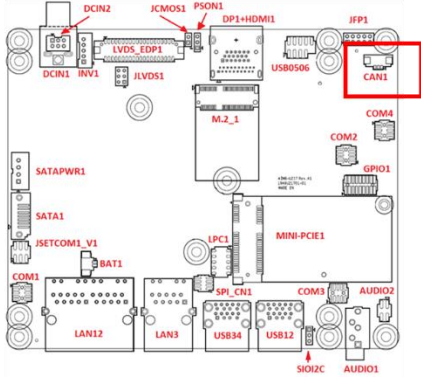 DCIN2
JCMOS1
PSON1
DP1+HDMI1
JFP1
LVDS_EDP1
DCIN1
INV1
JLVDS1
USB0506
CAN1
M.2_1
COM4
COM2
GPIO1
SATAPWR1
SATA1
JSETCOM1_V1
MINI-PCIE1
LPC1
BAT1
COM1
SPI_CN1
COM3
AUDIO2
LAN12
LAN3
USB34
USB12
SIOI2C
AUDIO1